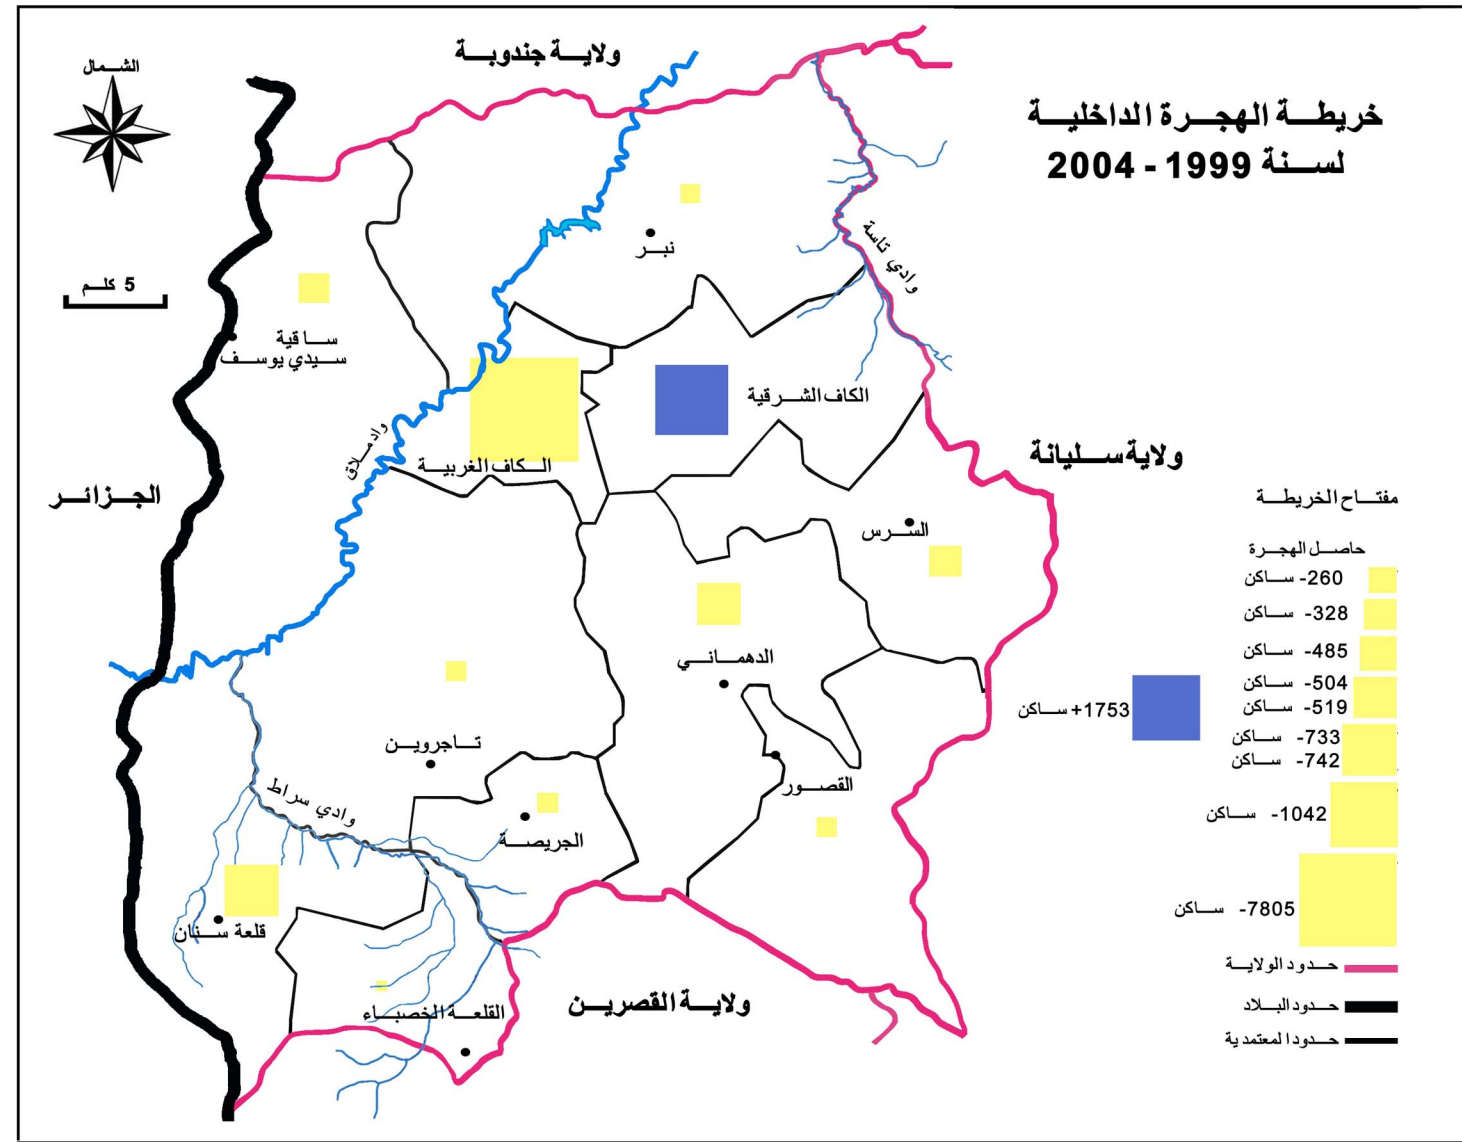 خريطة الهجرة الداخلية
لسنة 1999 - 2004
الشمال
5 كلم
ولاية جندوبة
نبر
وادي تاسة
ساقية
سيدي يوسف
الكاف الشرقية
الكاف الغربية
واد ملاق
ولاية سليانة
الجزائر
السرس
الدهماني
تاجروين
القصور
وادي سراط
الجريصة
قلعة سنان
القلعة الخصباء
ولاية القصرين
مفتاح الخريطة
حاصل الهجرة
-260 ساكن
-328 ساكن
-485 ساكن
-504 ساكن
-519 ساكن
+1753 ساكن
-733 ساكن
-742 ساكن
-1042 ساكن
-7805 ساكن
حدود الولاية
حدود البلاد
حدود المعتمدية